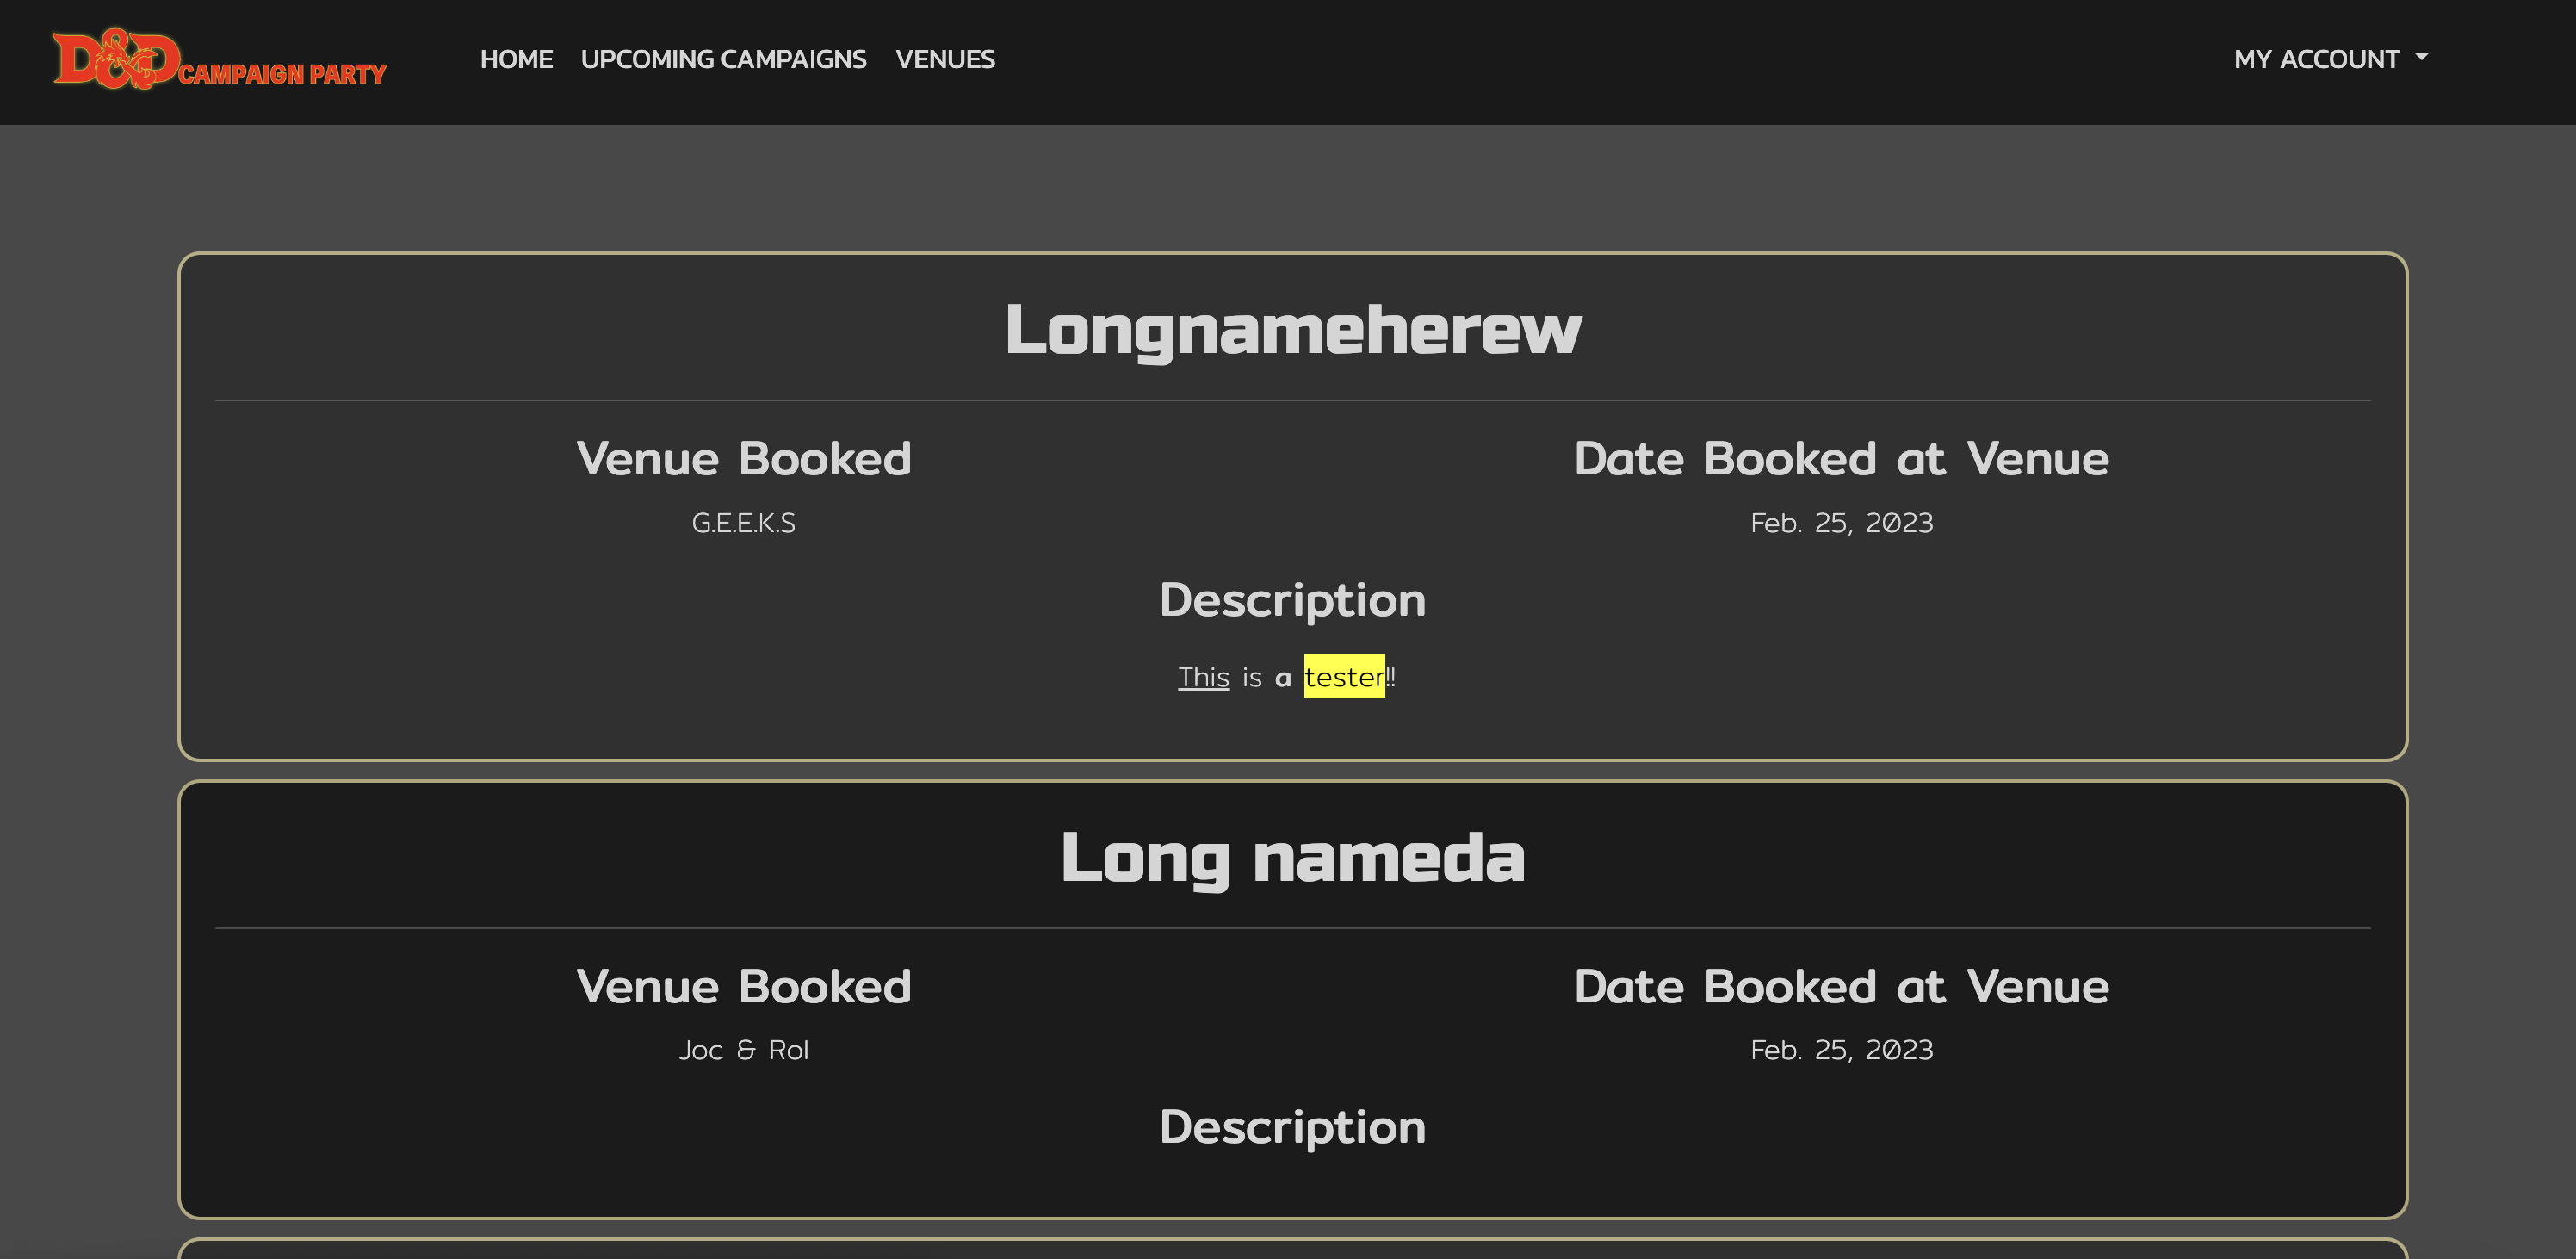 D&D CAMPAIGN PARTY
HOME UPCOMING CAMPAIGNS VENUES MY ACCOUNT
Longnameherew
Venue Booked
G.E.E.K.S
Date Booked at Venue
Feb. 25, 2023
Description
This is a tester!!
Long nameda
Venue Booked
Joc & Rol
Date Booked at Venue
Feb. 25, 2023
Description